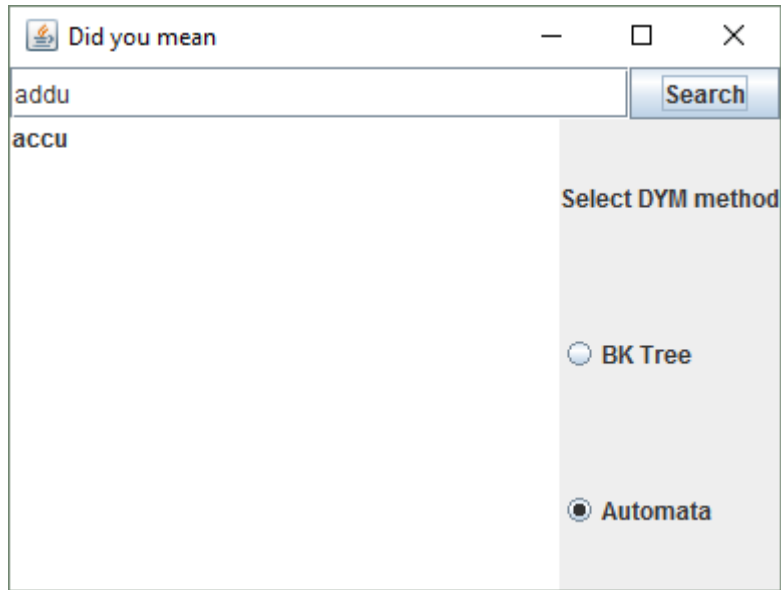 Did you mean
addu
Search
accu
Select DYM method
BK Tree
Automata